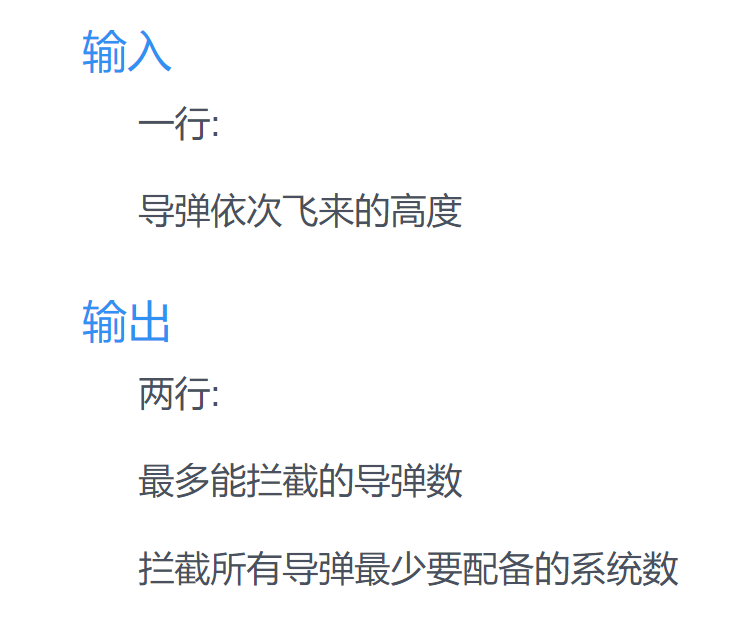 输入
一行:
导弹依次飞来的高度
输出
两行:
最多能拦截的导弹数
拦截所有导弹最少要配备的系统数